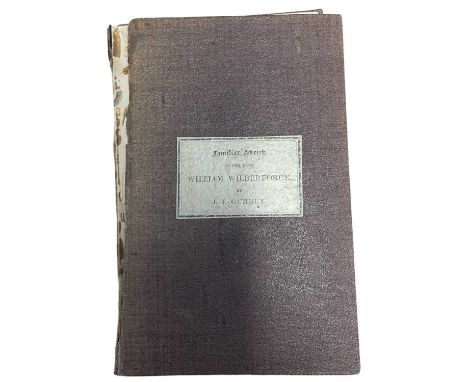 Familiar Sketch
OF THE LATE
WILLIAM WILBERFORCE
BY
J. J. GURNEY